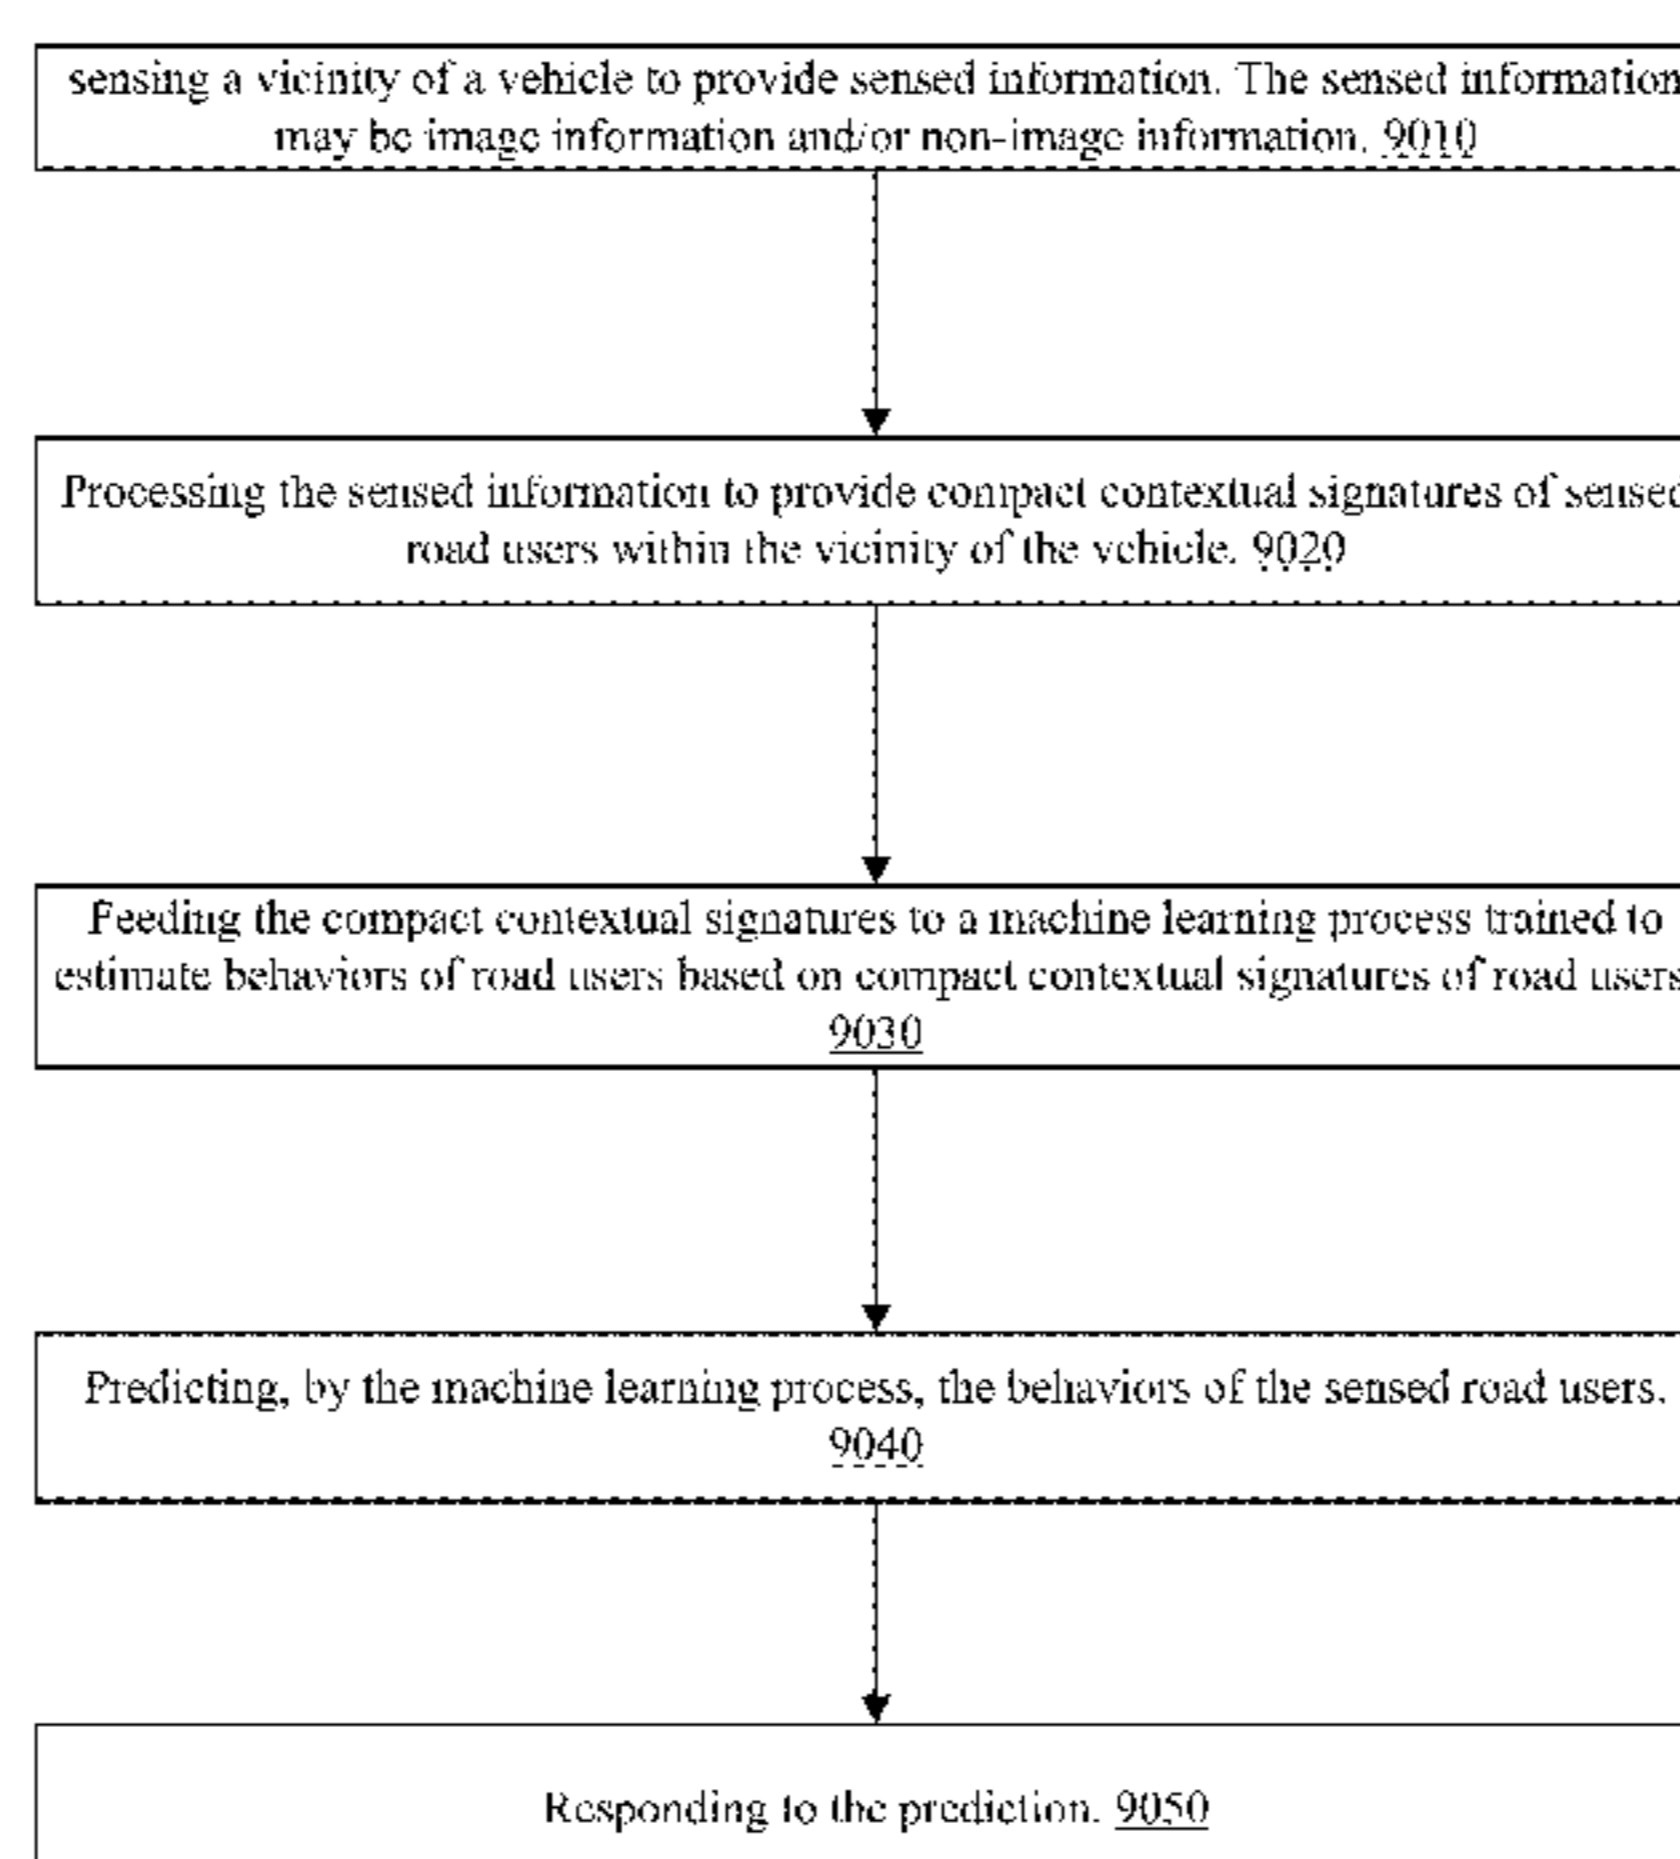 sensing a vicinity of a vehicle to provide sensed information. The sensed information
may be image information and/or non-image information. 9010
Processing the sensed information to provide compact contextual signatures of sensed
road users within the vicinity of the vehicle. 9020
Feeding the compact contextual signatures to a machine learning process trained to
estimate behaviors of road users based on compact contextual signatures of road users
9030
Predicting, by the machine learning process, the behaviors of the sensed road users.
9040
Responding to the prediction. 9050